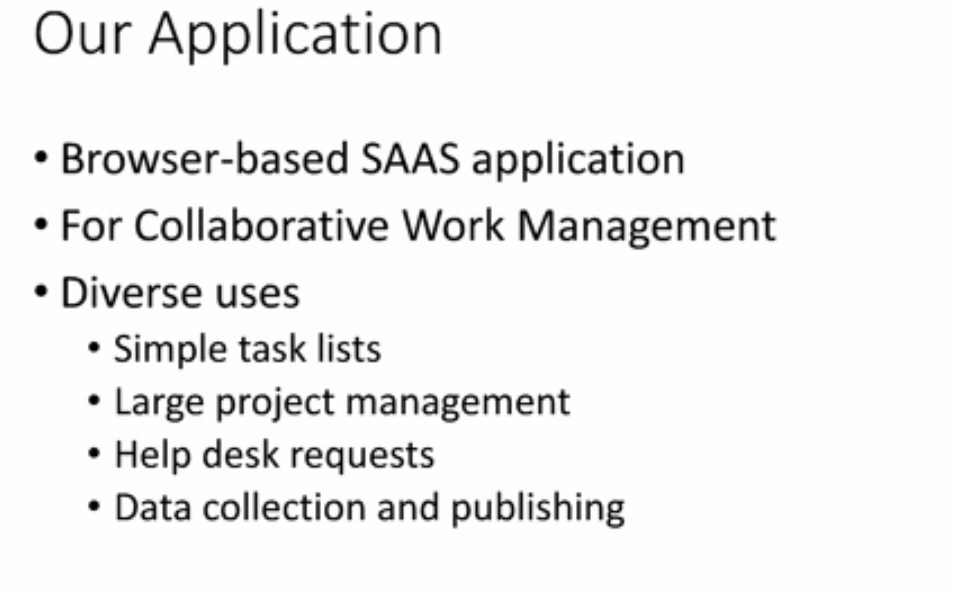 Our Application
• Browser-based SAAS application
• For Collaborative Work Management
• Diverse uses
• Simple task lists
• Large project management
• Help desk requests
• Data collection and publishing